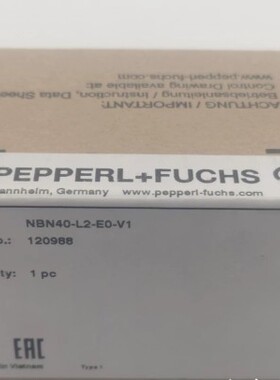 ACHTUNG / IMPORTANT:
Betriebsanleitung / Instruction, Data Shee
Control Drawing available at:
www.pepperl-fuchs.com
PEPPERL+FUCHS
annheim, Germany www.pepperl-fuchs.com
NBN40-L2-E0-V1
o.: 120988
ty: 1 pc
EAC
Vietnam